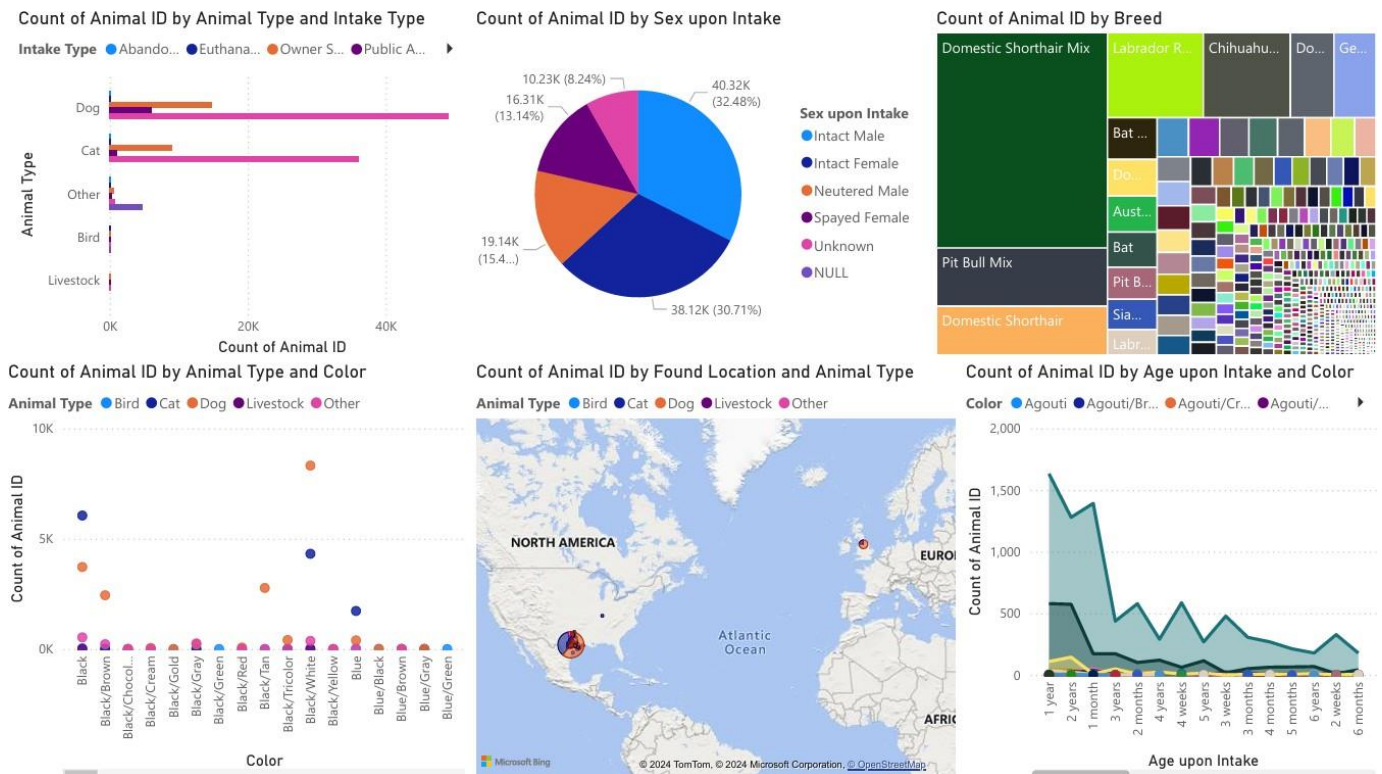 Count of Animal ID by Animal Type and Intake Type
Intake Type Abando... Euthana... Owner S... Public A...
Animal Type
Dog
Cat
Other
Bird
Livestock
0K 20K 40K
Count of Animal ID
Count of Animal ID by Sex upon Intake
10.23K (8.24%)
16.31K
(13.14%)
19.14K
(15.4...)
40.32K
(32.48%)
38.12K (30.71%)
Sex upon Intake
Intact Male
Intact Female
Neutered Male
Spayed Female
Unknown
NULL
Count of Animal ID by Breed
Domestic Shorthair Mix
Pit Bull Mix
Domestic Shorthair
Labrador R...
Chihuahu...
Do...
Ge...
Bat ...
Do...
Aust...
Bat
Pit B...
Sia...
Labr...
Count of Animal ID by Animal Type and Color
Animal Type Bird Cat Dog Livestock Other
Count of Animal ID
10K
5K
0K
Black
Black/Brown
Black/Chocol...
Black/Cream
Black/Gold
Black/Gray
Black/Green
Black/Red
Black/Tan
Black/Tricolor
Black/White
Black/Yellow
Blue
Blue/Black
Blue/Brown
Blue/Gray
Blue/Green
Color
Count of Animal ID by Found Location and Animal Type
Animal Type Bird Cat Dog Livestock Other
NORTH AMERICA
EURO
Atlantic
Ocean
AFRIC
Microsoft Bing
© 2024 TomTom, © 2024 Microsoft Corporation, © OpenStreetMap
Count of Animal ID by Age upon Intake and Color
Color Agouti Agouti/Br... Agouti/Cr... Agouti/...
Count of Animal ID
2,000
1,500
1,000
500
0
1 year
2 years
1 month
3 years
2 months
4 years
4 weeks
5 years
3 weeks
3 months
4 months
5 months
6 years
2 weeks
6 months
Age upon Intake